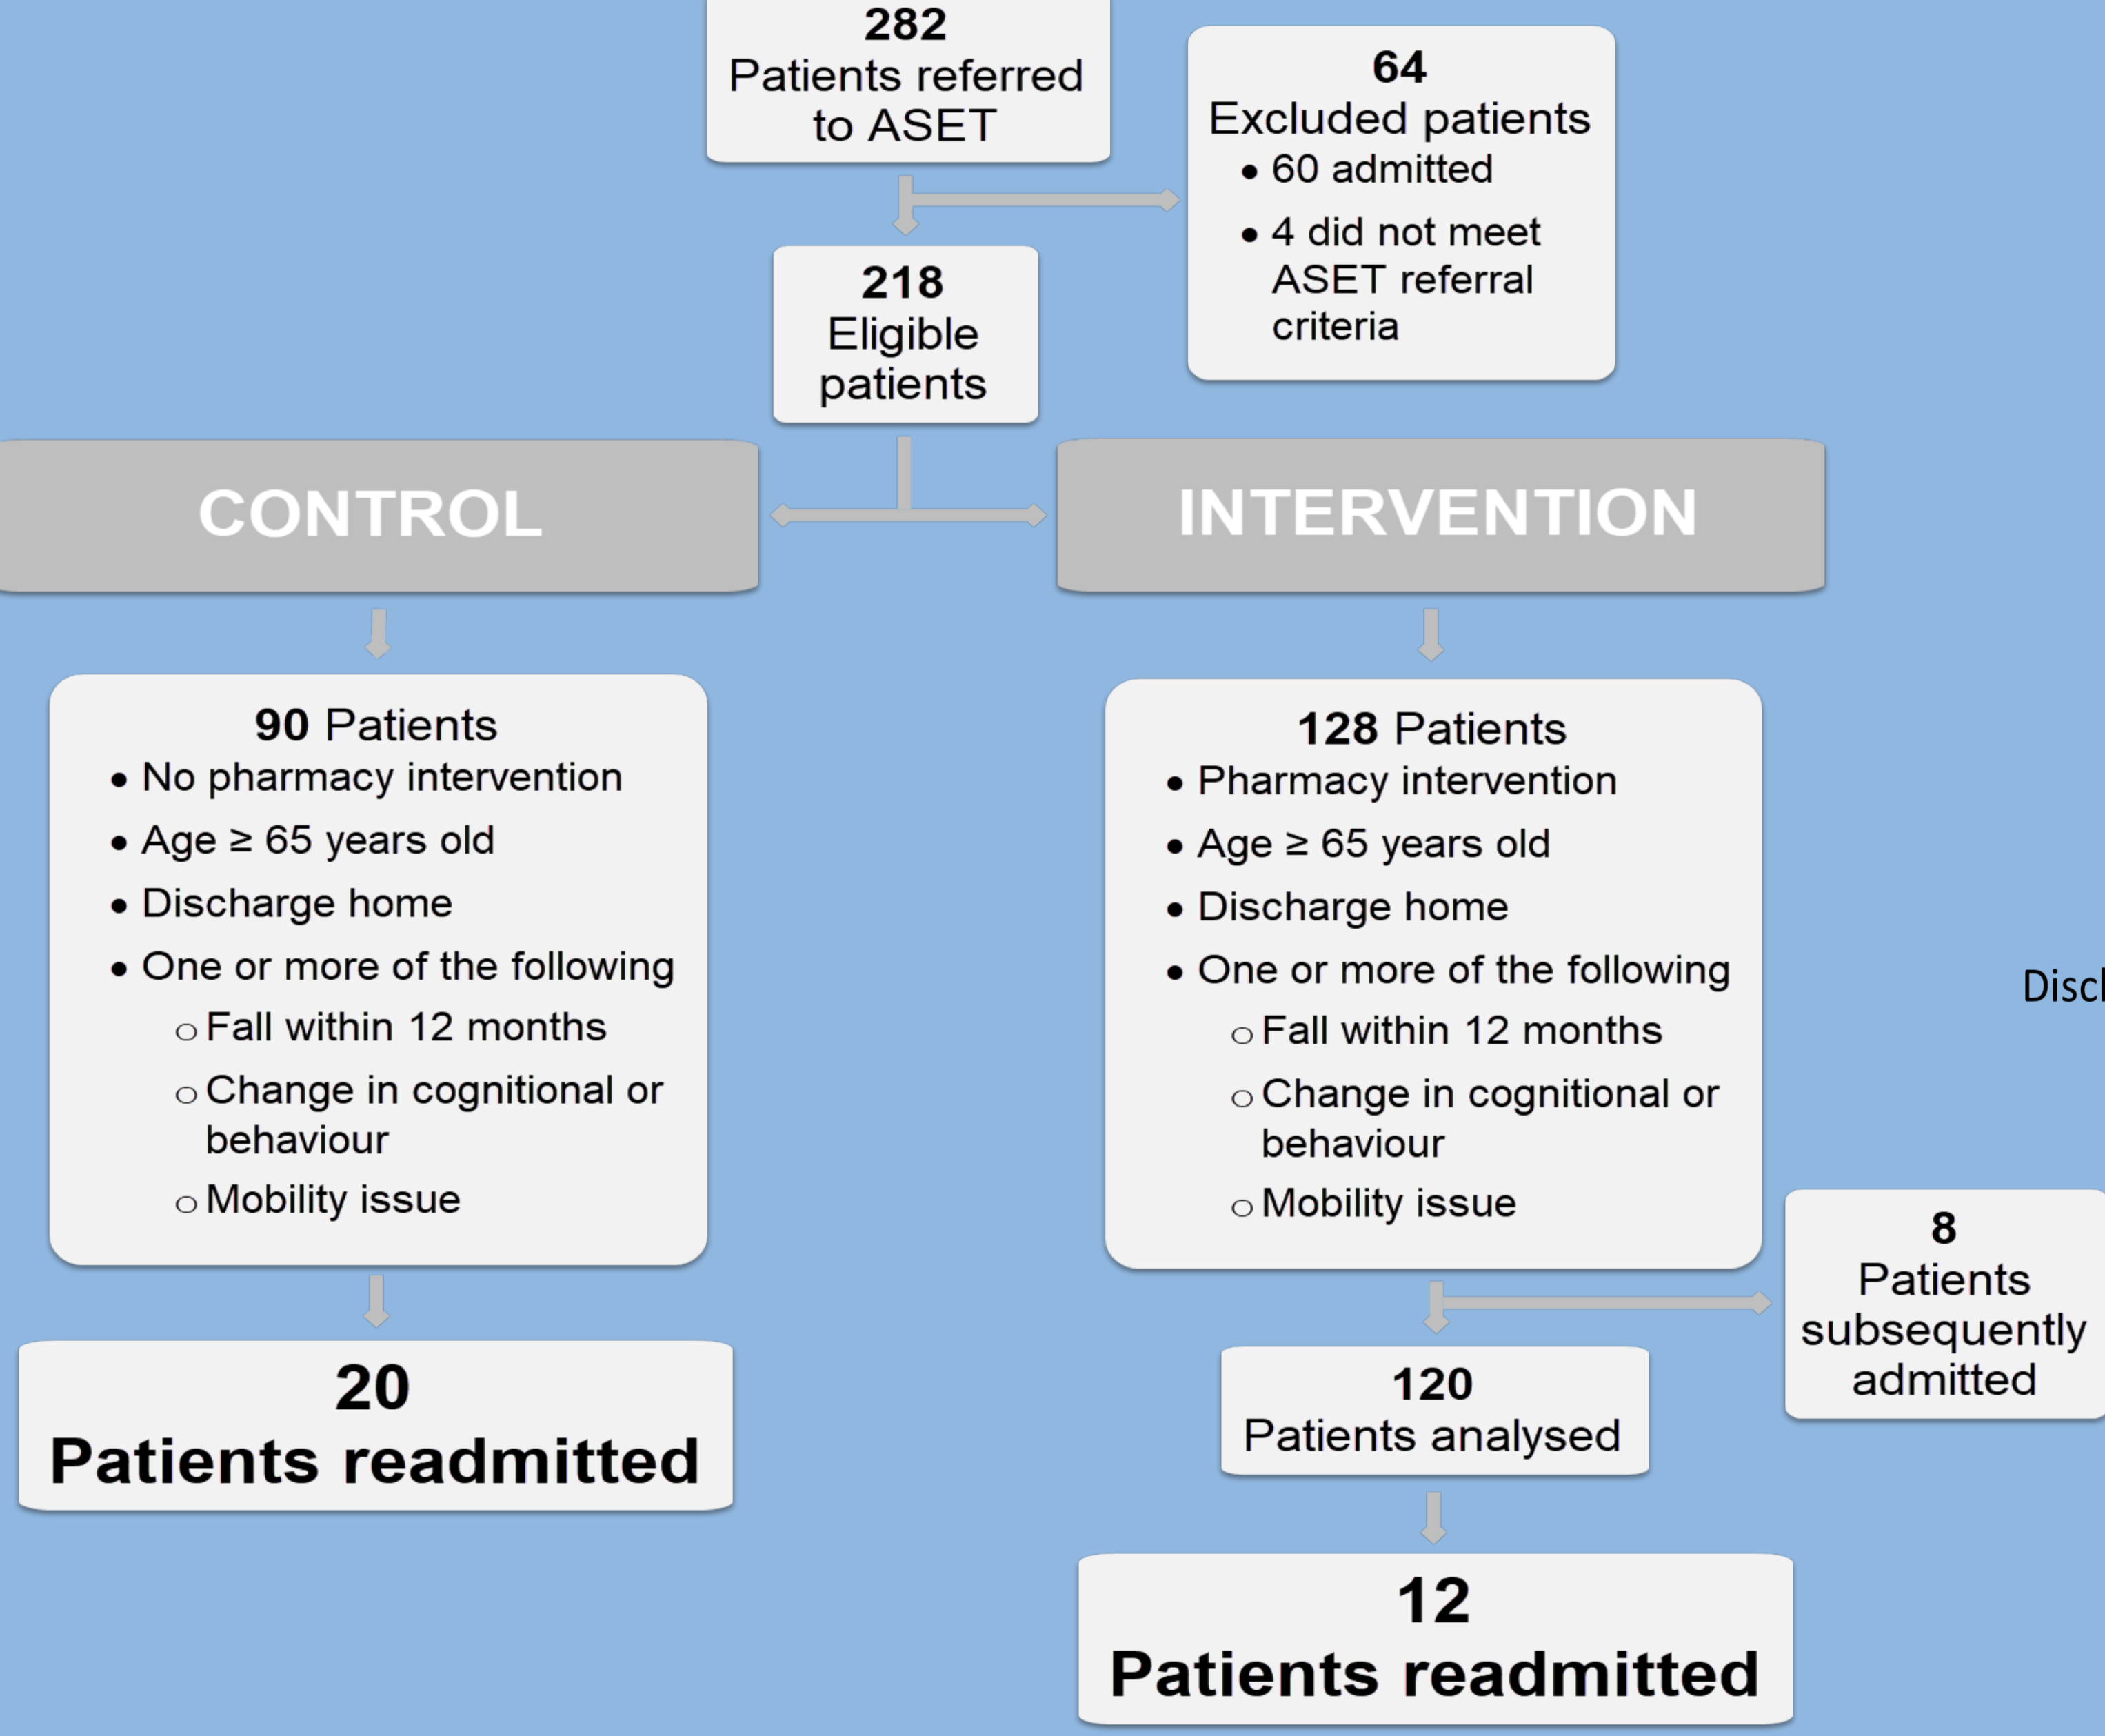 282
Patients referred
to ASET
64
Excluded patients
• 60 admitted
• 4 did not meet
ASET referral
criteria
218
Eligible
patients
CONTROL
INTERVENTION
90 Patients
• No pharmacy intervention
• Age ≥ 65 years old
• Discharge home
• One or more of the following
o Fall within 12 months
o Change in cognitional or
behaviour
o Mobility issue
20
Patients readmitted
128 Patients
• Pharmacy intervention
• Age ≥ 65 years old
• Discharge home
• One or more of the following
o Fall within 12 months
o Change in cognitional or
behaviour
o Mobility issue
8
Patients
subsequently
admitted
120
Patients analysed
12
Patients readmitted